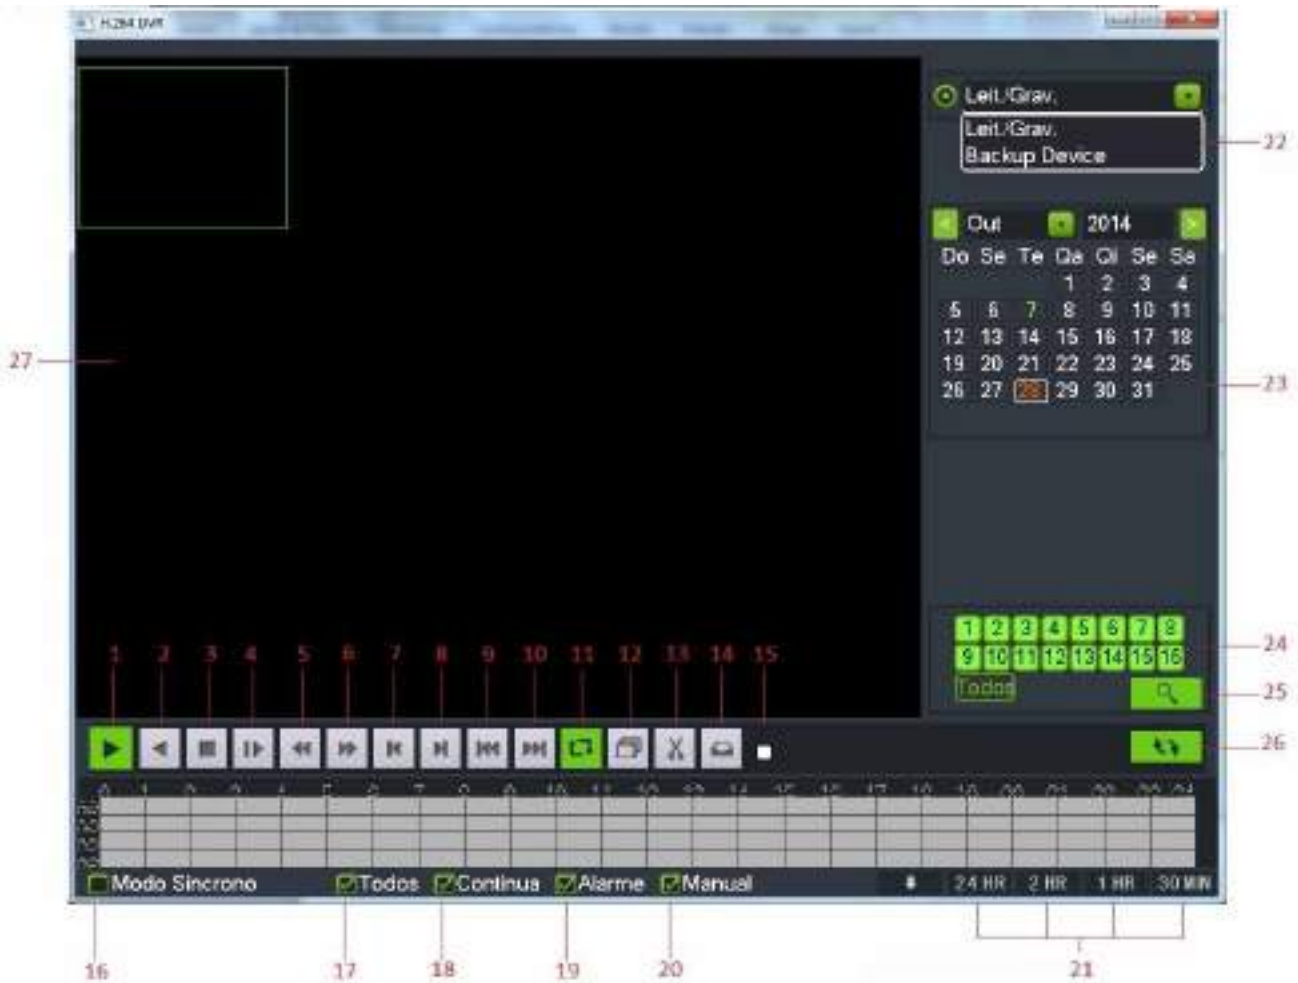 H.264 DVR
Leit./Grav.
Leit./Grav.
Backup Device
22
Out 2014
Do Se Te Qa Qi Se Sa
1 2 3 4
5 6 7 8 9 10 11
12 13 14 15 16 17 18
27
19 20 21 22 23 24 25
26 27 28 29 30 31
23
1 2 3 4 5 6 7 8
24
9 10 11 12 13 14 15 16
1 2 3 4 5 6 7 8 9 10 11 12 13 14 15
Todos
25
26
Modo Sincrono Todos Contínua Alarme Manual 24 HR 2 HR 1 HR 30 MIN
16 17 18 19 20 21